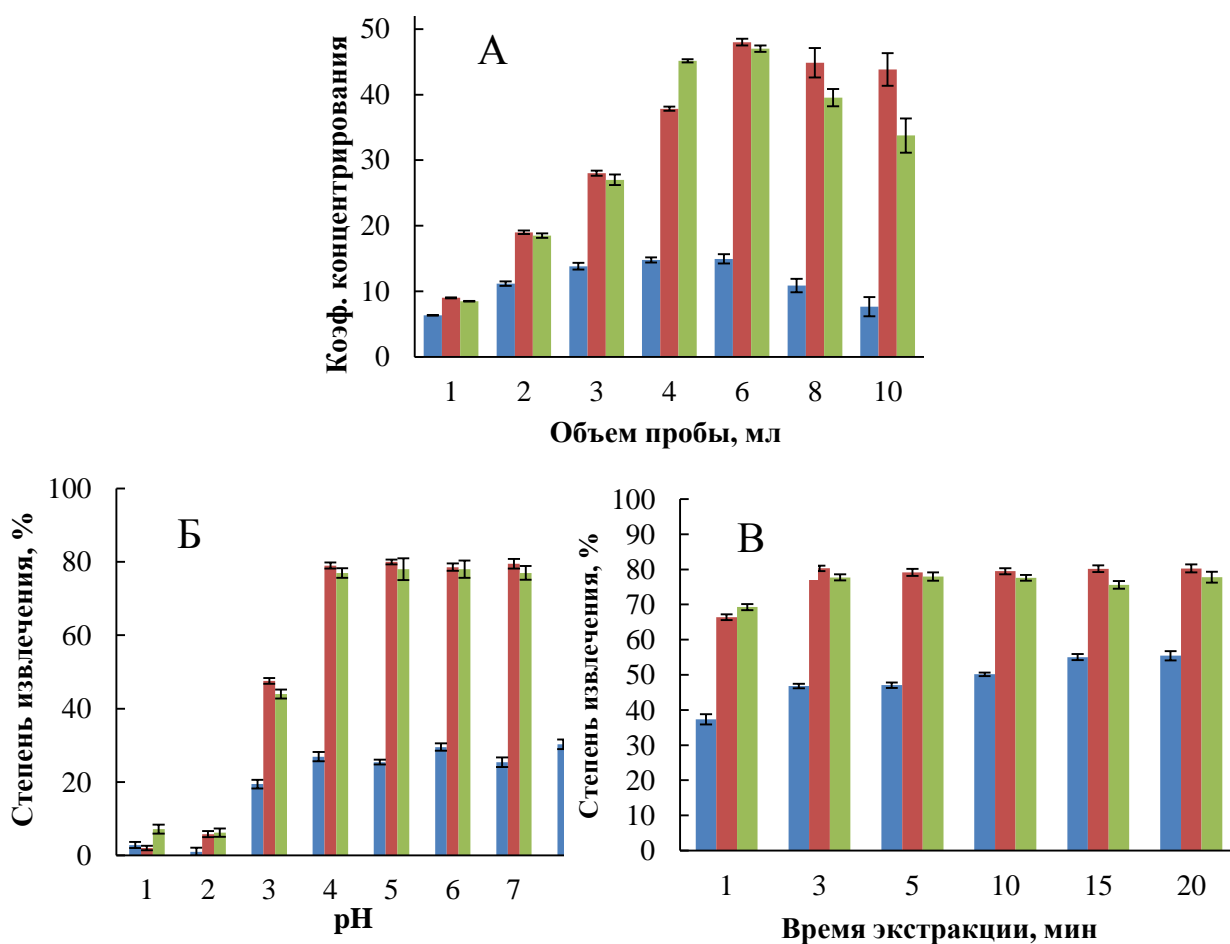 А
Коэф. концентрирования
50
40
30
20
10
0
1 2 3 4 6 8 10
Объем пробы, мл
Б
Степень извлечения, %
100
80
60
40
20
0
1 2 3 4 5 6 7
pH
В
Степень извлечения, %
100
90
80
70
60
50
40
30
20
10
0
1 3 5 10 15 20
Время экстракции, мин